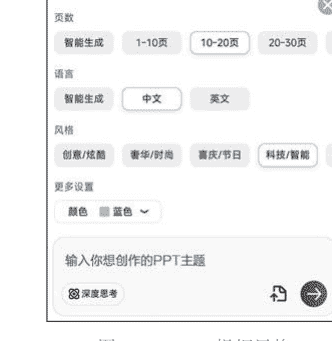 页数
智能生成 1-10页 10-20页 20-30页
语言
智能生成 中文 英文
风格
创意/炫酷 奢华/时尚 喜庆/节日 科技/智能
更多设置
颜色 蓝色
输入你想创作的PPT主题
深度思考